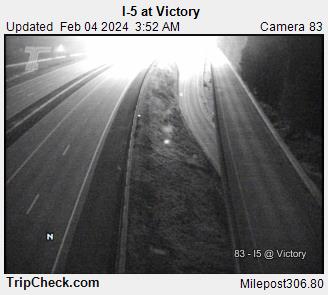 I-5 at Victory
Updated  Feb 04 2024  3:52 AM
Camera 83
T
N
83 - I5 @ Victory
TripCheck.com
Milepost306.80